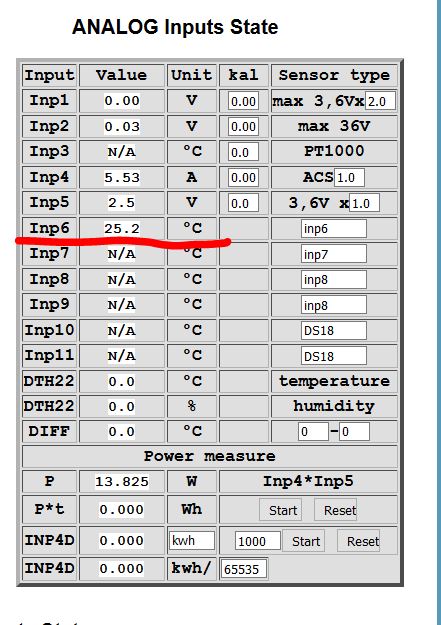 ANALOG Inputs State
Input Value Unit kal Sensor type
Inp1 0.00 V 0.00 max 3,6Vx 2.0
Inp2 0.03 V 0.00 max 36V
Inp3 N/A °C 0.0 PT1000
Inp4 5.53 A 0.00 ACS 1.0
Inp5 2.5 V 0.0 3,6V x 1.0
Inp6 25.2 °C inp6
Inp7 N/A °C inp7
Inp8 N/A °C inp8
Inp9 N/A °C inp8
Inp10 N/A °C DS18
Inp11 N/A °C DS18
DTH22 0.0 °C temperature
DTH22 0.0 % humidity
DIFF 0.0 °C 0 - 0
Power measure
P 13.825 W Inp4*Inp5
P*t 0.000 Wh Start Reset
INP4D 0.000 kwh 1000 Start Reset
INP4D 0.000 kwh/ 65535